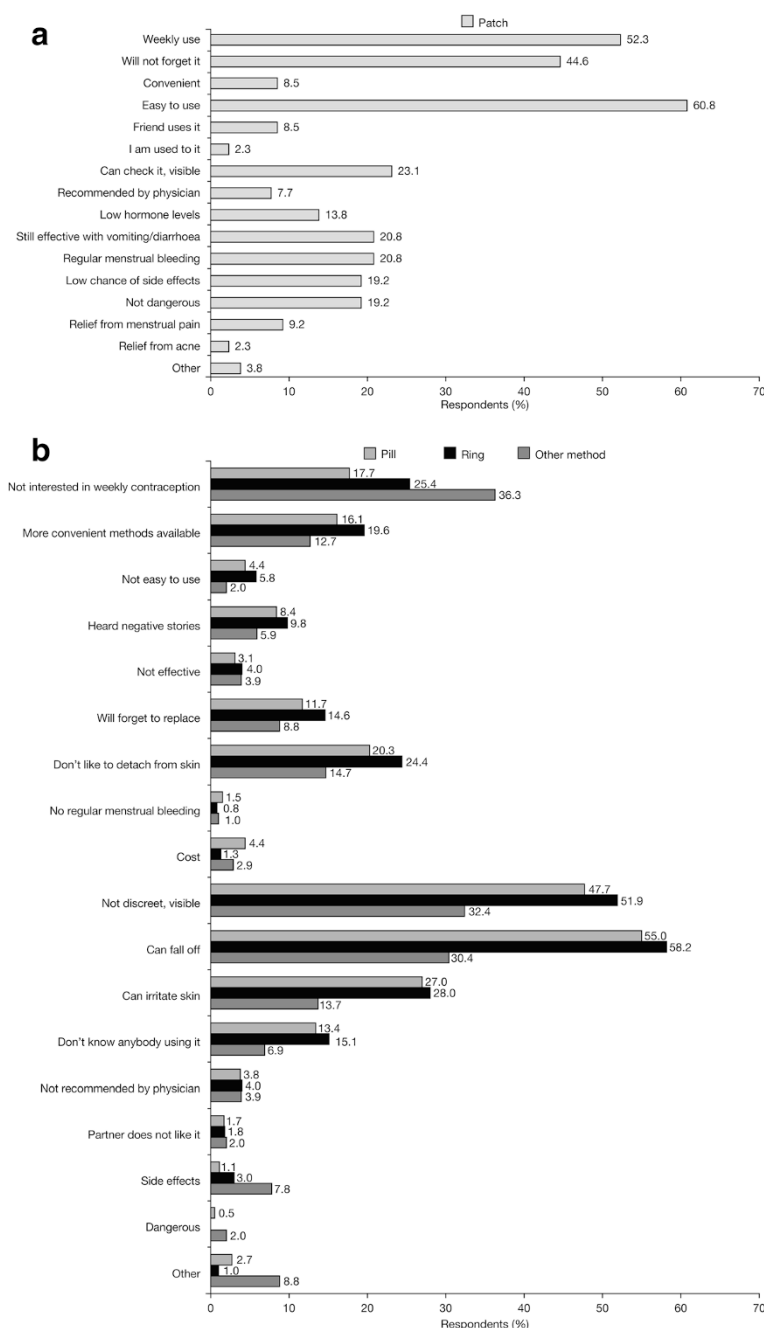 a
Patch
Weekly use 52.3
Will not forget it 44.6
Convenient 8.5
Easy to use 60.8
Friend uses it 8.5
I am used to it 2.3
Can check it, visible 23.1
Recommended by physician 7.7
Low hormone levels 13.8
Still effective with vomiting/diarrhoea 20.8
Regular menstrual bleeding 20.8
Low chance of side effects 19.2
Not dangerous 19.2
Relief from menstrual pain 9.2
Relief from acne 2.3
Other 3.8
0 10 20 30 40 50 60 70
Respondents (%)
b
Pill Ring Other method
17.7
Not interested in weekly contraception 25.4
36.3
16.1
More convenient methods available 19.6
12.7
4.4
Not easy to use 5.8
2.0
8.4
Heard negative stories 9.8
5.9
3.1
Not effective 4.0
3.9
11.7
Will forget to replace 14.6
8.8
20.3
Don't like to detach from skin 24.4
14.7
1.5
No regular menstrual bleeding 0.8
1.0
4.4
Cost 1.3
2.9
47.7
Not discreet, visible 51.9
32.4
55.0
Can fall off 58.2
30.4
27.0
Can irritate skin 28.0
13.7
13.4
Don't know anybody using it 15.1
6.9
3.8
Not recommended by physician 4.0
3.9
1.7
Partner does not like it 1.8
2.0
1.1
Side effects 3.0
7.8
0.5
Dangerous
2.0
2.7
Other 1.0
8.8
0 10 20 30 40 50 60 70
Respondents (%)